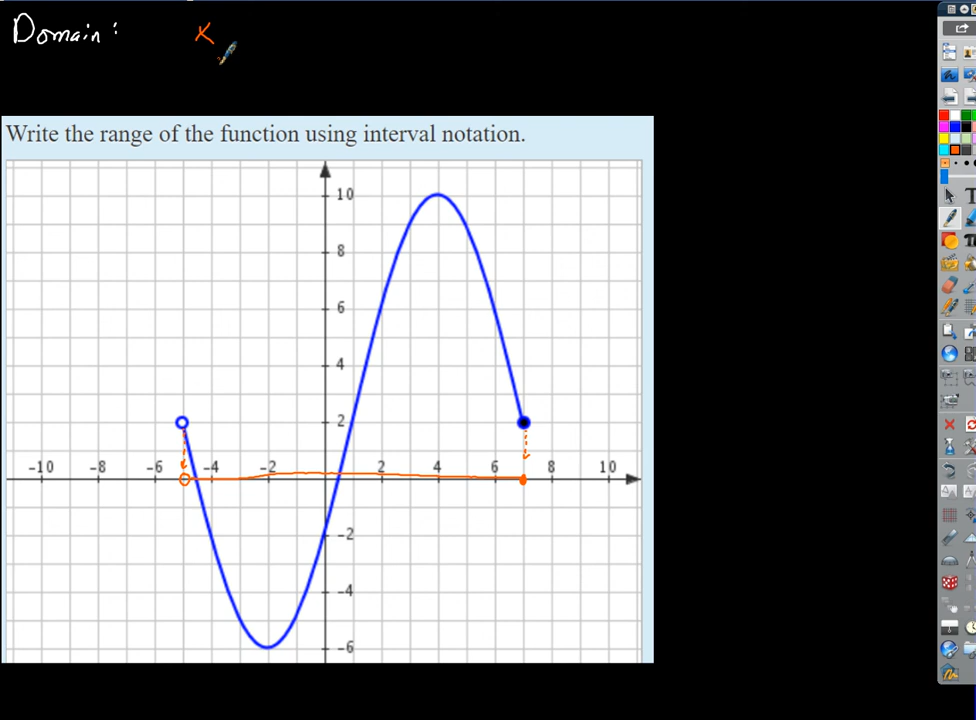 Domain: x
Write the range of the function using interval notation.
10
8
6
4
2
-10 -8 -6 -4 -2 2 4 6 8 10
-2
-4
-6
T